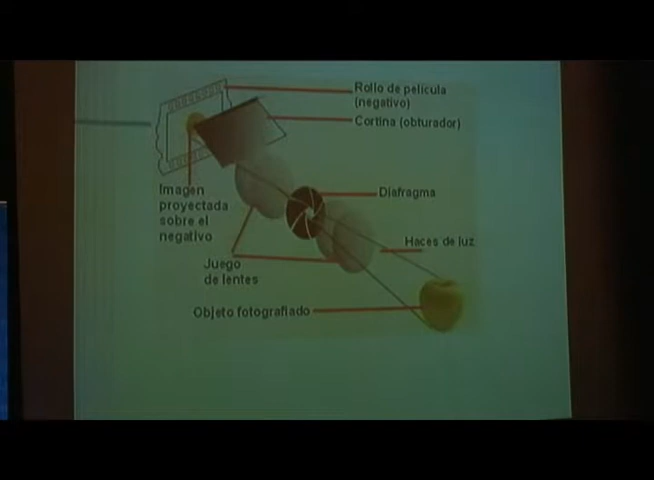 Rollo de película
(negativo)
Cortina (obturador)
Imagen
proyectada
sobre el
negativo
Diafragma
Haces de luz
Juego
de lentes
Objeto fotografiado